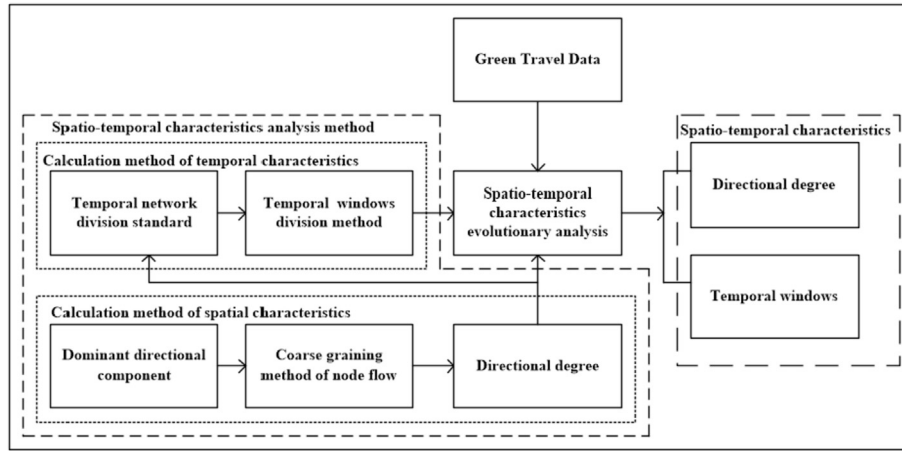 Green Travel Data
Spatio-temporal characteristics analysis method
Spatio-temporal characteristics
Calculation method of temporal characteristics
Temporal network
division standard
Temporal windows
division method
Spatio-temporal
characteristics
evolutionary analysis
Directional degree
Temporal windows
Calculation method of spatial characteristics
Dominant directional
component
Coarse graining
method of node flow
Directional degree